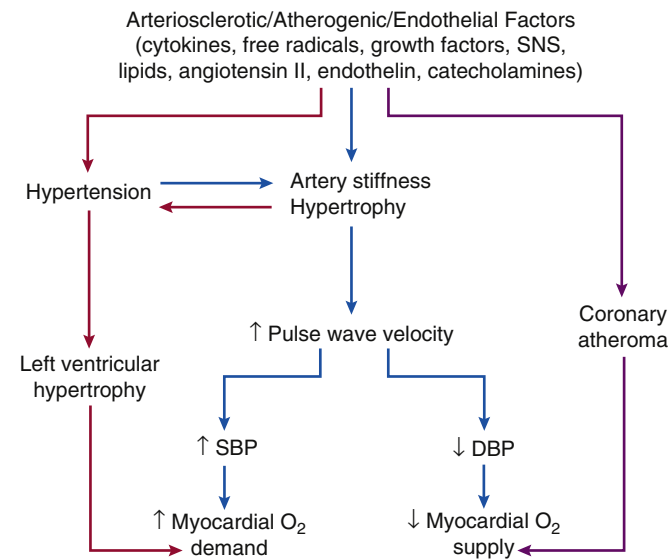 Arteriosclerotic/Atherogenic/Endothelial Factors
(cytokines, free radicals, growth factors, SNS,
lipids, angiotensin II, endothelin, catecholamines)
Hypertension
Artery stiffness
Hypertrophy
↑ Pulse wave velocity
Coronary
atheroma
Left ventricular
hypertrophy
↑ SBP
↓ DBP
↑ Myocardial O₂
demand
↓ Myocardial O₂
supply